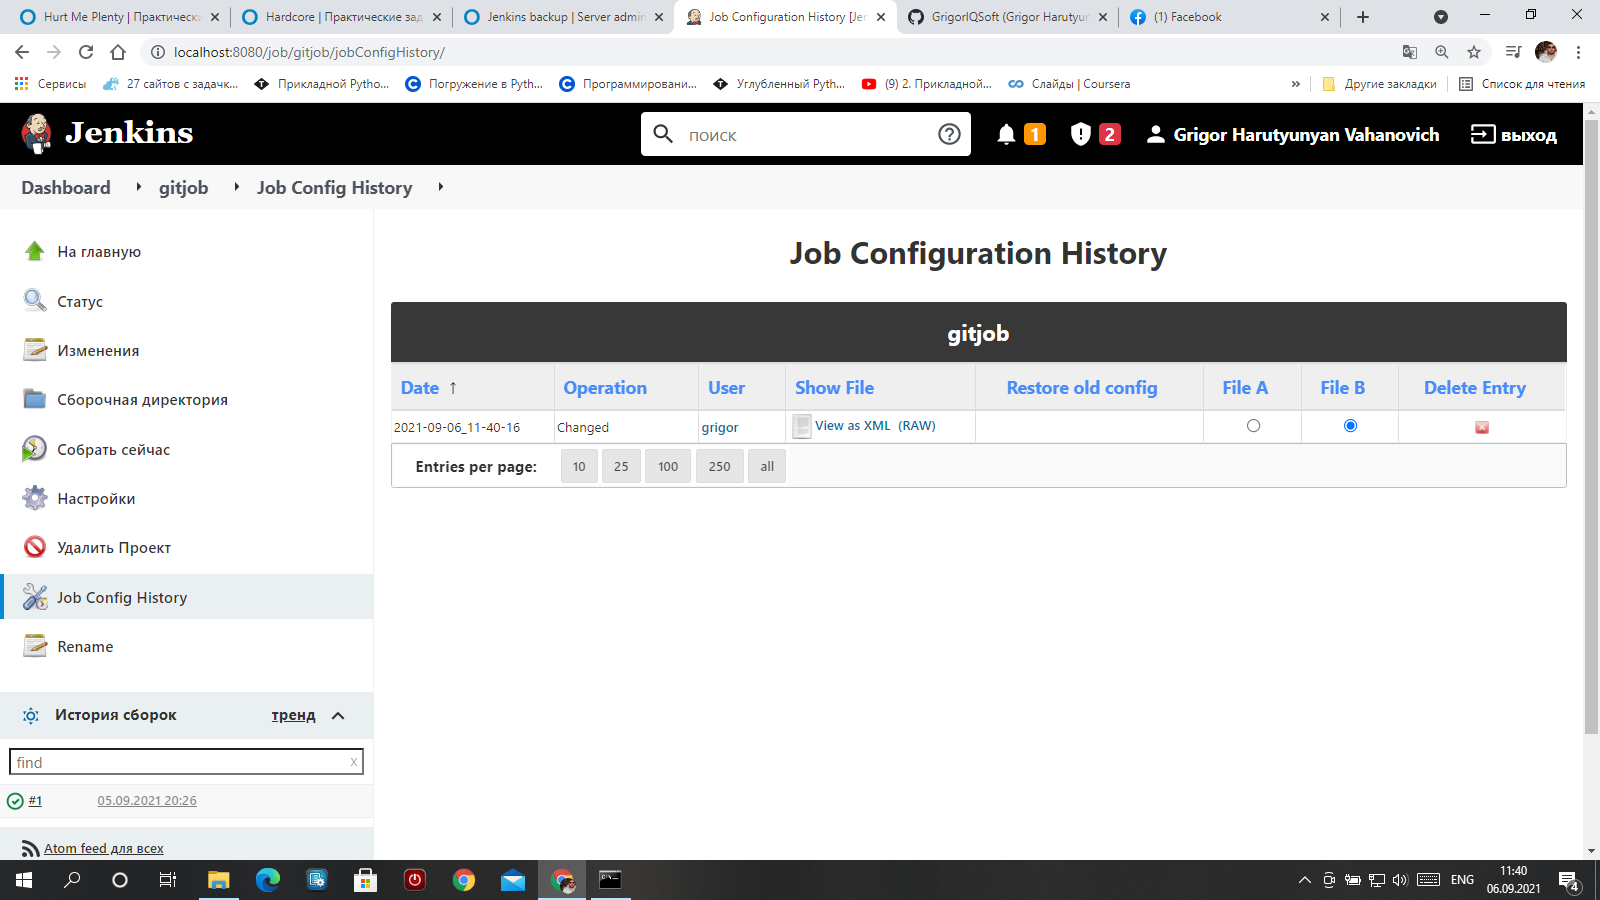 Hurt Me Plenty | Практически
Hardcore | Практические зад
Jenkins backup | Server admin
Job Configuration History [Jer
GrigorIQSoft (Grigor Harutyur
(1) Facebook
localhost:8080/job/gitjob/jobConfigHistory/
Сервисы
27 сайтов с задачк...
Прикладной Pytho...
Погружение в Pyth...
Программировани...
Углубленный Pyth...
(9) 2. Прикладной...
Слайды | Coursera
»
Другие закладки
Список для чтения
Jenkins
поиск
1
2
Grigor Harutyunyan Vahanovich
выход
Dashboard
gitjob
Job Config History
На главную
Статус
Изменения
Сборочная директория
Собрать сейчас
Настройки
Удалить Проект
Job Config History
Rename
История сборок
тренд
find
x
#1
05.09.2021 20:26
Atom feed для всех
Job Configuration History
gitjob
Date ↑
Operation
User
Show File
Restore old config
File A
File B
Delete Entry
2021-09-06_11-40-16
Changed
grigor
View as XML (RAW)
Entries per page:
10
25
100
250
all
ENG
11:40
06.09.2021
4